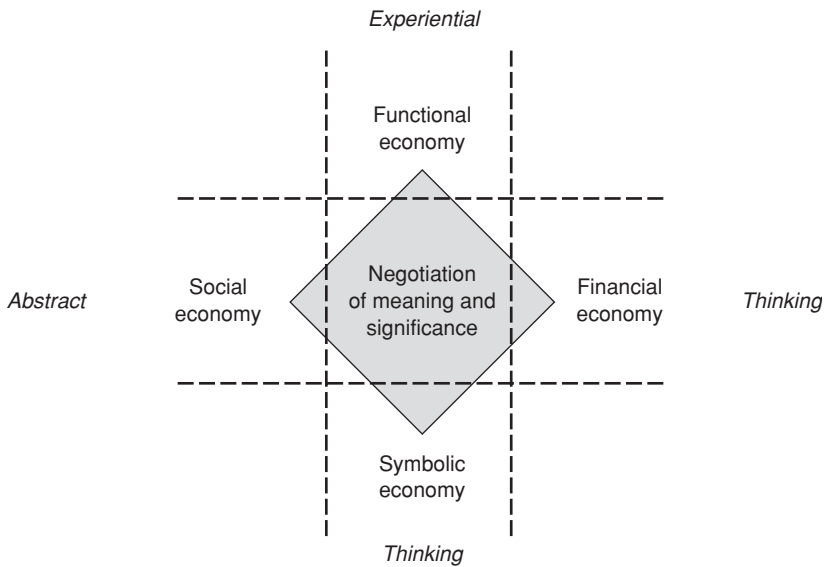 Experiential
Functional
economy
Abstract
Social
economy
Negotiation
of meaning and
significance
Financial
economy
Thinking
Symbolic
economy
Thinking